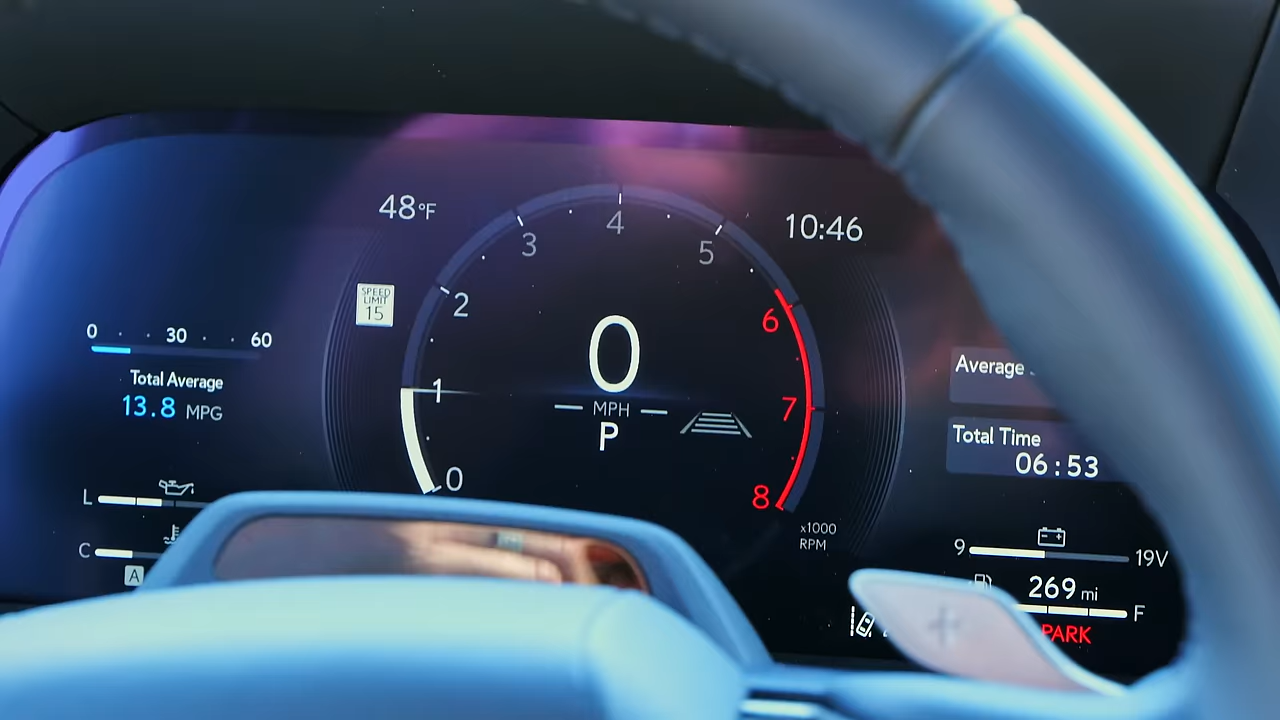 48°F
10:46
4
3
5
SPEED
LIMIT
15
2
6
0 30 60
0
Total Average
13.8 MPG
1
MPH
7
Average
P
Total Time
06:53
L
0
8
x1000
RPM
C
9
19V
A
269 mi
F
PARK
+